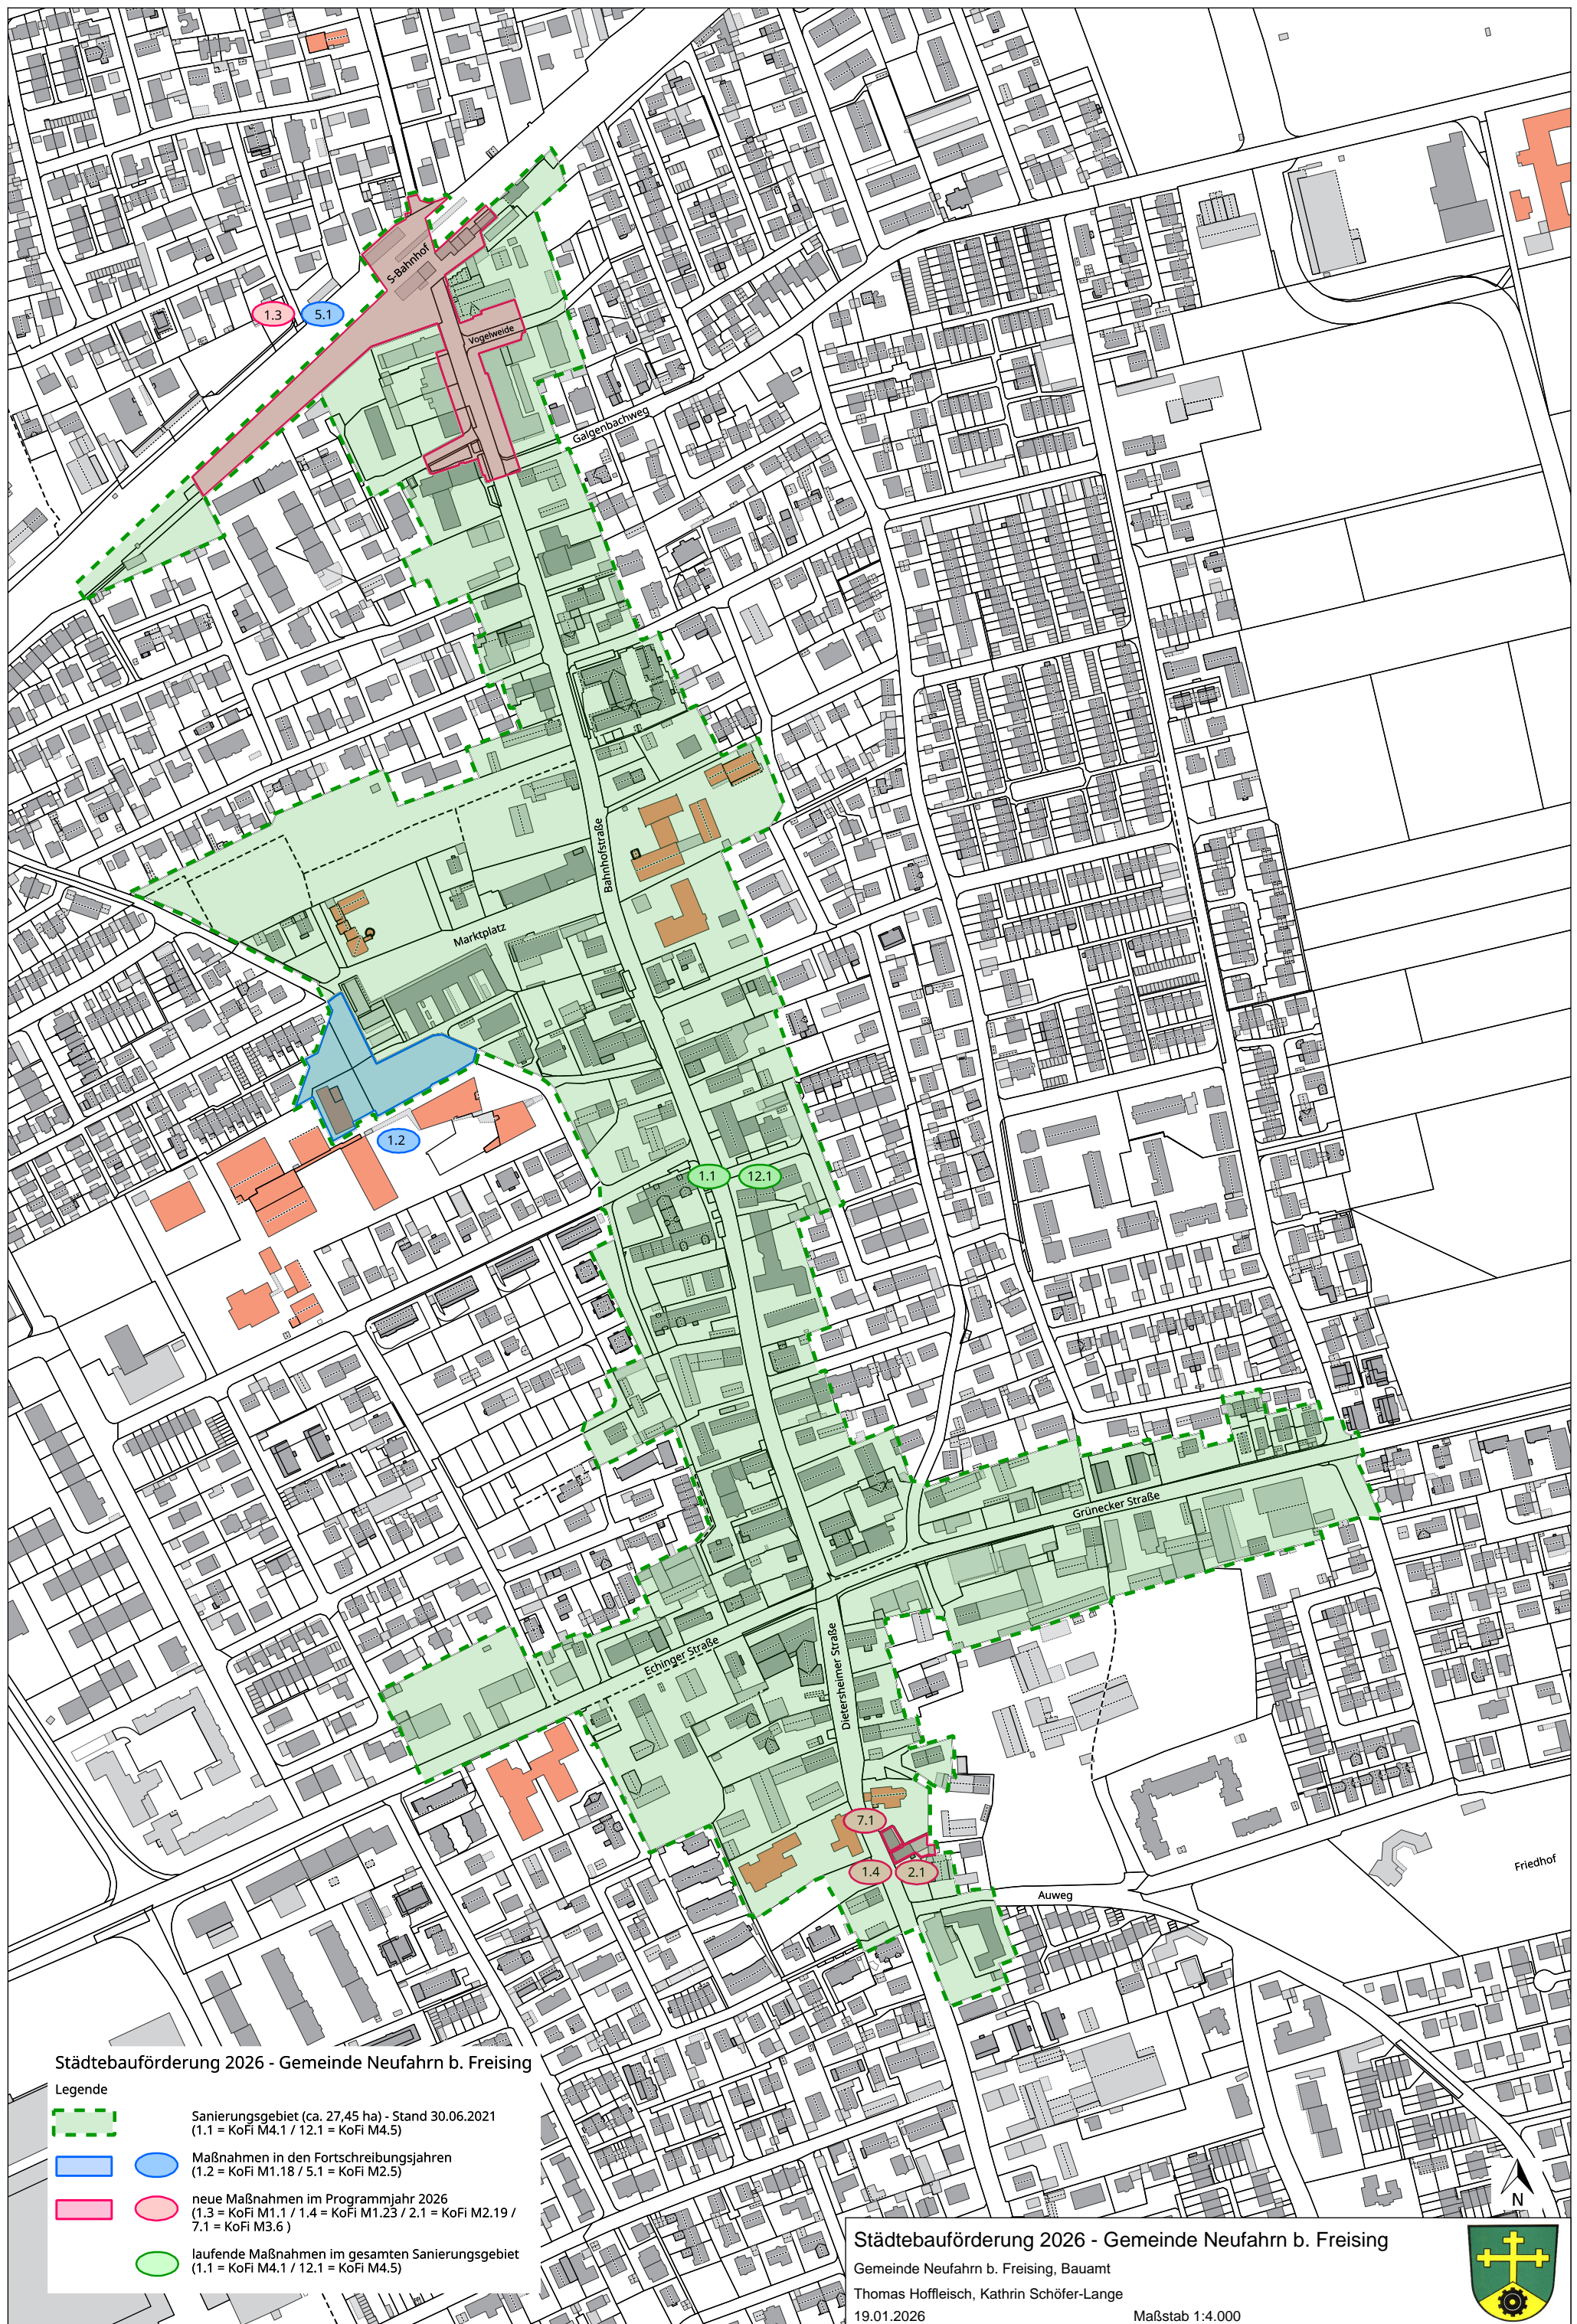 S-Bahnhof
1.3
5.1
Vogelweide
Galgenbachweg
Bahnhofstraße
Marktplatz
1.2
1.1
12.1
Grünecker Straße
Echinger Straße
Dietersheimer Straße
7.1
1.4
2.1
Auweg
Friedhof
Städtebauförderung 2026 - Gemeinde Neufahrn b. Freising
Legende
Sanierungsgebiet (ca. 27,45 ha) - Stand 30.06.2021
(1.1 = KoFi M4.1 / 12.1 = KoFi M4.5)
Maßnahmen in den Fortschreibungsjahren
(1.2 = KoFi M1.18 / 5.1 = KoFi M2.5)
neue Maßnahmen im Programmjahr 2026
(1.3 = KoFi M1.1 / 1.4 = KoFi M1.23 / 2.1 = KoFi M2.19 /
7.1 = KoFi M3.6 )
laufende Maßnahmen im gesamten Sanierungsgebiet
(1.1 = KoFi M4.1 / 12.1 = KoFi M4.5)
N
Städtebauförderung 2026 - Gemeinde Neufahrn b. Freising
Gemeinde Neufahrn b. Freising, Bauamt
Thomas Hoffleisch, Kathrin Schöfer-Lange
19.01.2026 Maßstab 1:4.000